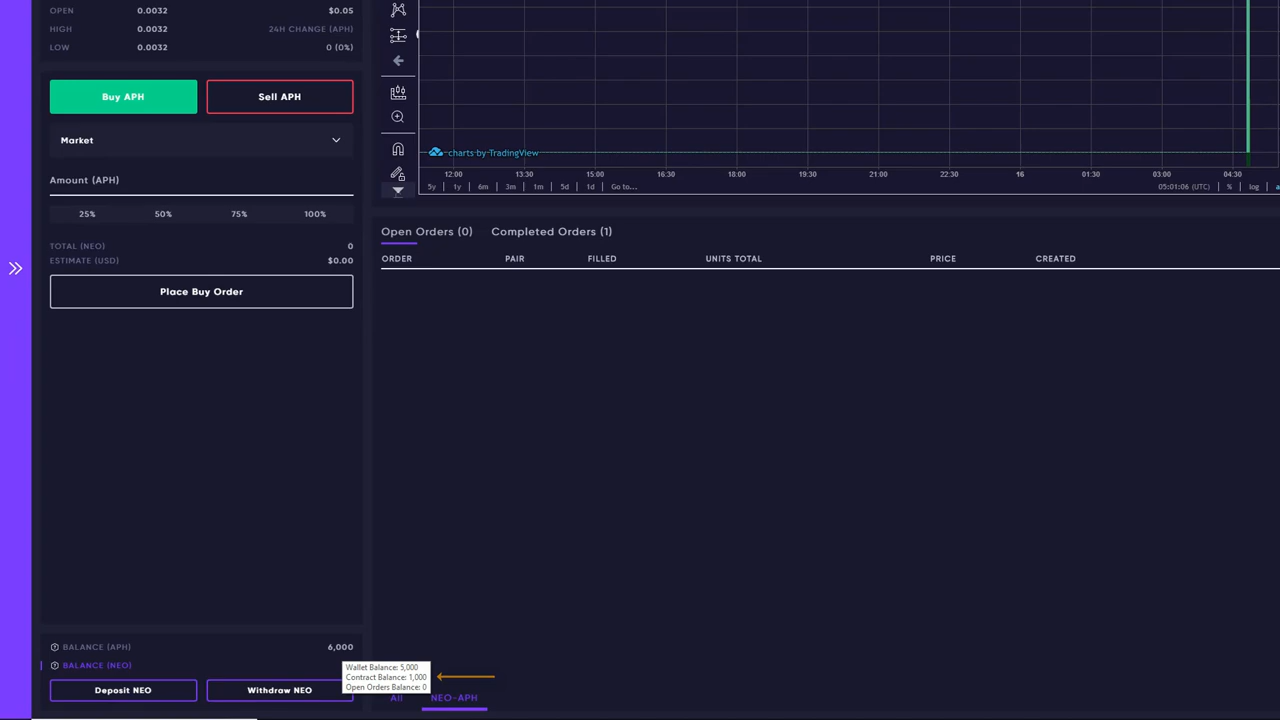 OPEN 0.0032 $0.05
HIGH 0.0032 24H CHANGE (APH)
LOW 0.0032 0 (0%)
Buy APH Sell APH
Market
Amount (APH)
25% 50% 75% 100%
TOTAL (NEO) 0
ESTIMATE (USD) $0.00
Place Buy Order
BALANCE (APH) 6,000
BALANCE (NEO)
Deposit NEO Withdraw NEO
charts by TradingView
12:00 13:30 15:00 16:30 18:00 19:30 21:00 22:30 16 01:30 03:00 04:30
5y 1y 6m 3m 1m 5d 1d Go to... 05:01:06 (UTC) % log
Open Orders (0) Completed Orders (1)
ORDER PAIR FILLED UNITS TOTAL PRICE CREATED
Wallet Balance: 5,000
Contract Balance: 1,000
Open Orders Balance: 0
All NEO-APH